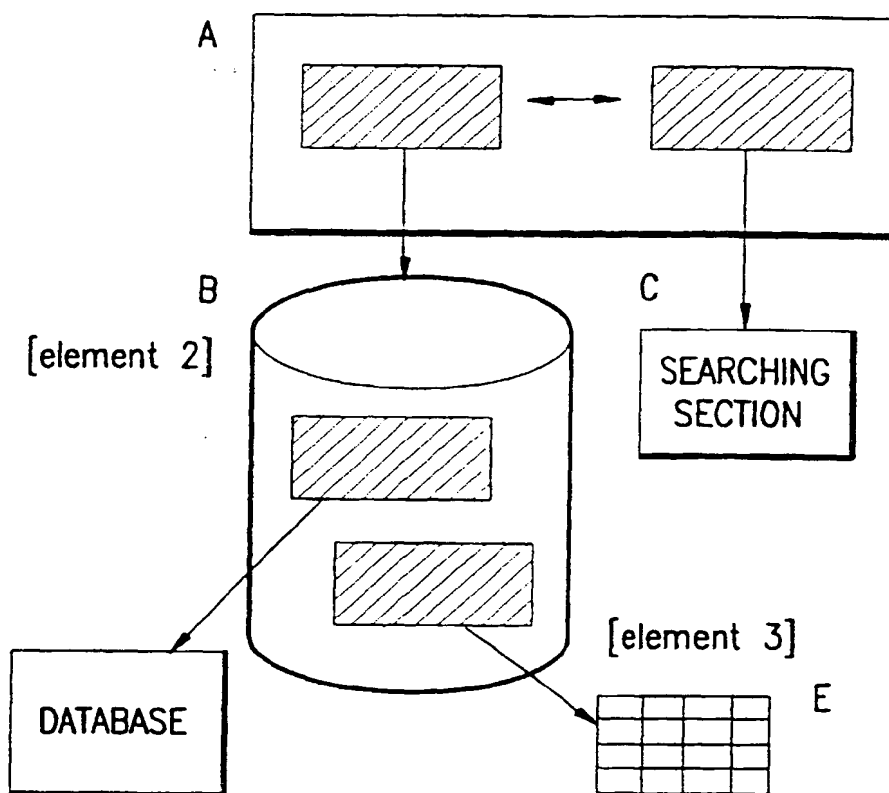 A
B
C
[element 2]
SEARCHING
SECTION
[element 3]
E
DATABASE